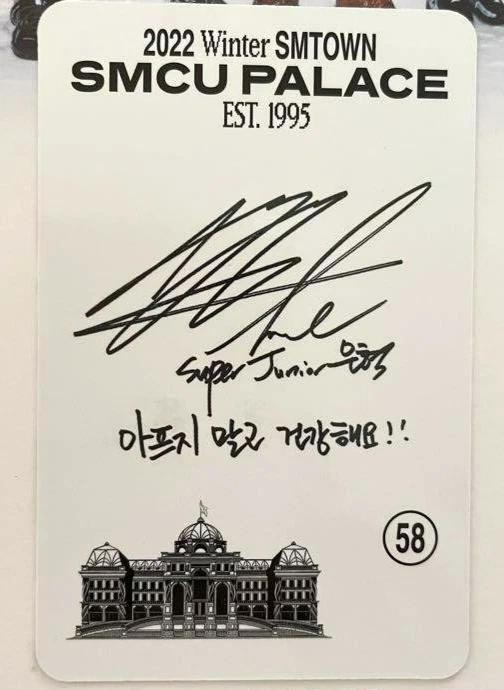 2022 Winter SMTOWN
SMCU PALACE
EST. 1995
Super Junior 은혁
아프지 말고 건강해요!!
58